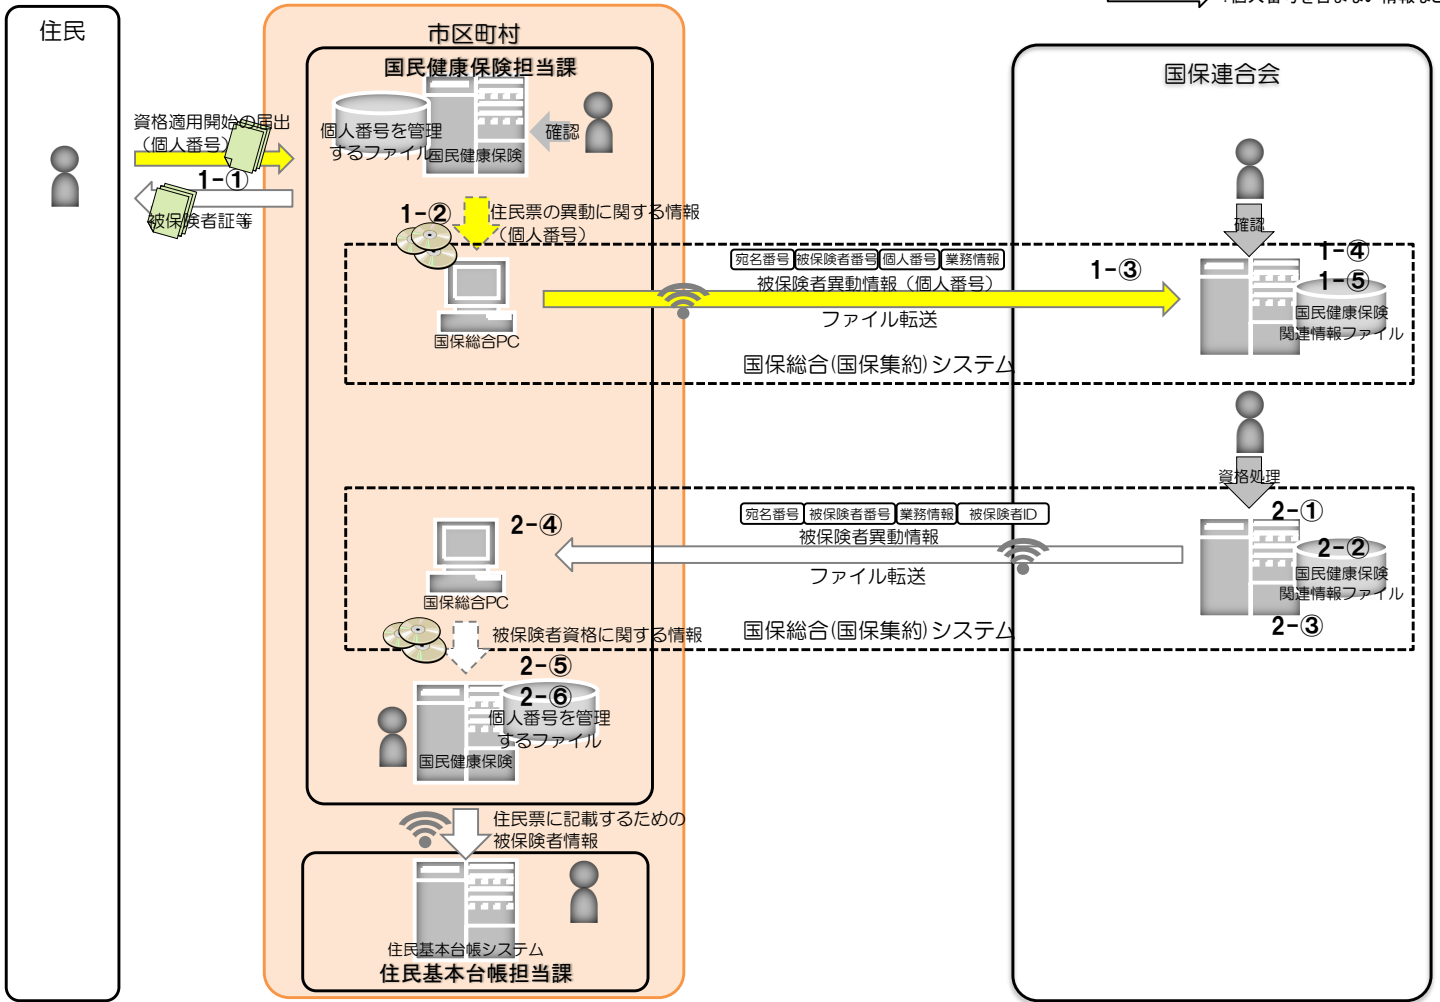 ：個人番号を含まない情報
住民
市区町村
国民健康保険担当課
国保連合会
資格適用開始の届出
（個人番号）
1-①
被保険者証等
個人番号を管理
するファイル
国民健康保険
確認
1-②
住民票の異動に関する情報
（個人番号）
国保総合PC
宛名番号 被保険者番号 個人番号 業務情報
被保険者異動情報（個人番号）
ファイル転送
1-③
確認
1-④
1-⑤
国民健康保険
関連情報ファイル
国保総合(国保集約)システム
資格処理
2-①
2-②
国民健康保険
関連情報ファイル
2-③
宛名番号 被保険者番号 業務情報 被保険者ID
被保険者異動情報
ファイル転送
2-④
国保総合PC
国保総合(国保集約)システム
被保険者資格に関する情報
2-⑤
2-⑥
個人番号を管理
するファイル
国民健康保険
住民票に記載するための
被保険者情報
住民基本台帳システム
住民基本台帳担当課